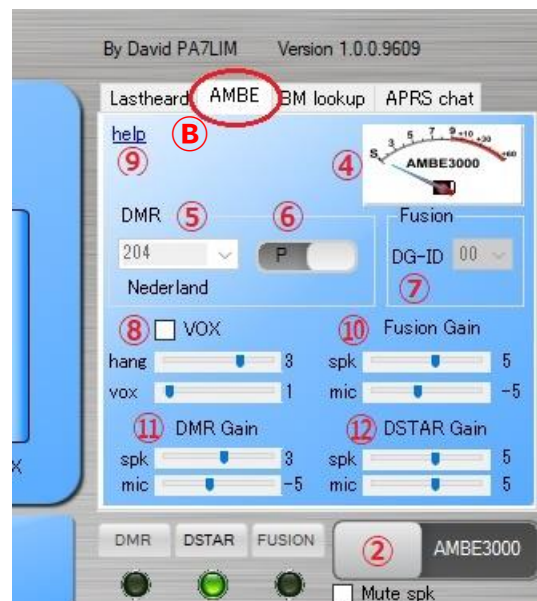 By David PA7LIM Version 1.0.0.9609
Lastheard AMBE BM lookup APRS chat
help Ⓑ
⑨
④ S 3 5 7 9 +10 +30 +60
AMBE3000
DMR ⑤ ⑥ Fusion
204 P DG-ID 00
Nederland ⑦
⑧ VOX ⑩ Fusion Gain
hang 3 spk 5
vox 1 mic -5
⑪ DMR Gain ⑫ DSTAR Gain
spk 3 spk 5
mic -5 mic 5
X
DMR DSTAR FUSION ② AMBE3000
Mute spk